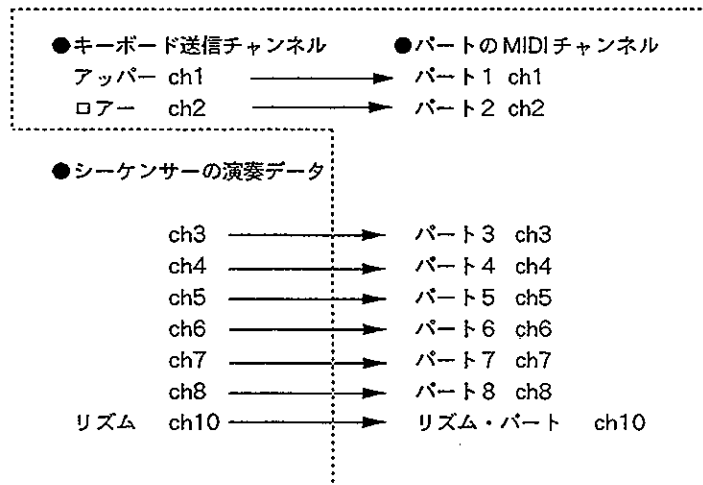 ●キーボード送信チャンネル ●パートのMIDIチャンネル
アッパー ch1 パート1 ch1
ロアー ch2 パート2 ch2
●シーケンサーの演奏データ
ch3 パート3 ch3
ch4 パート4 ch4
ch5 パート5 ch5
ch6 パート6 ch6
ch7 パート7 ch7
ch8 パート8 ch8
リズム ch10 リズム・パート ch10